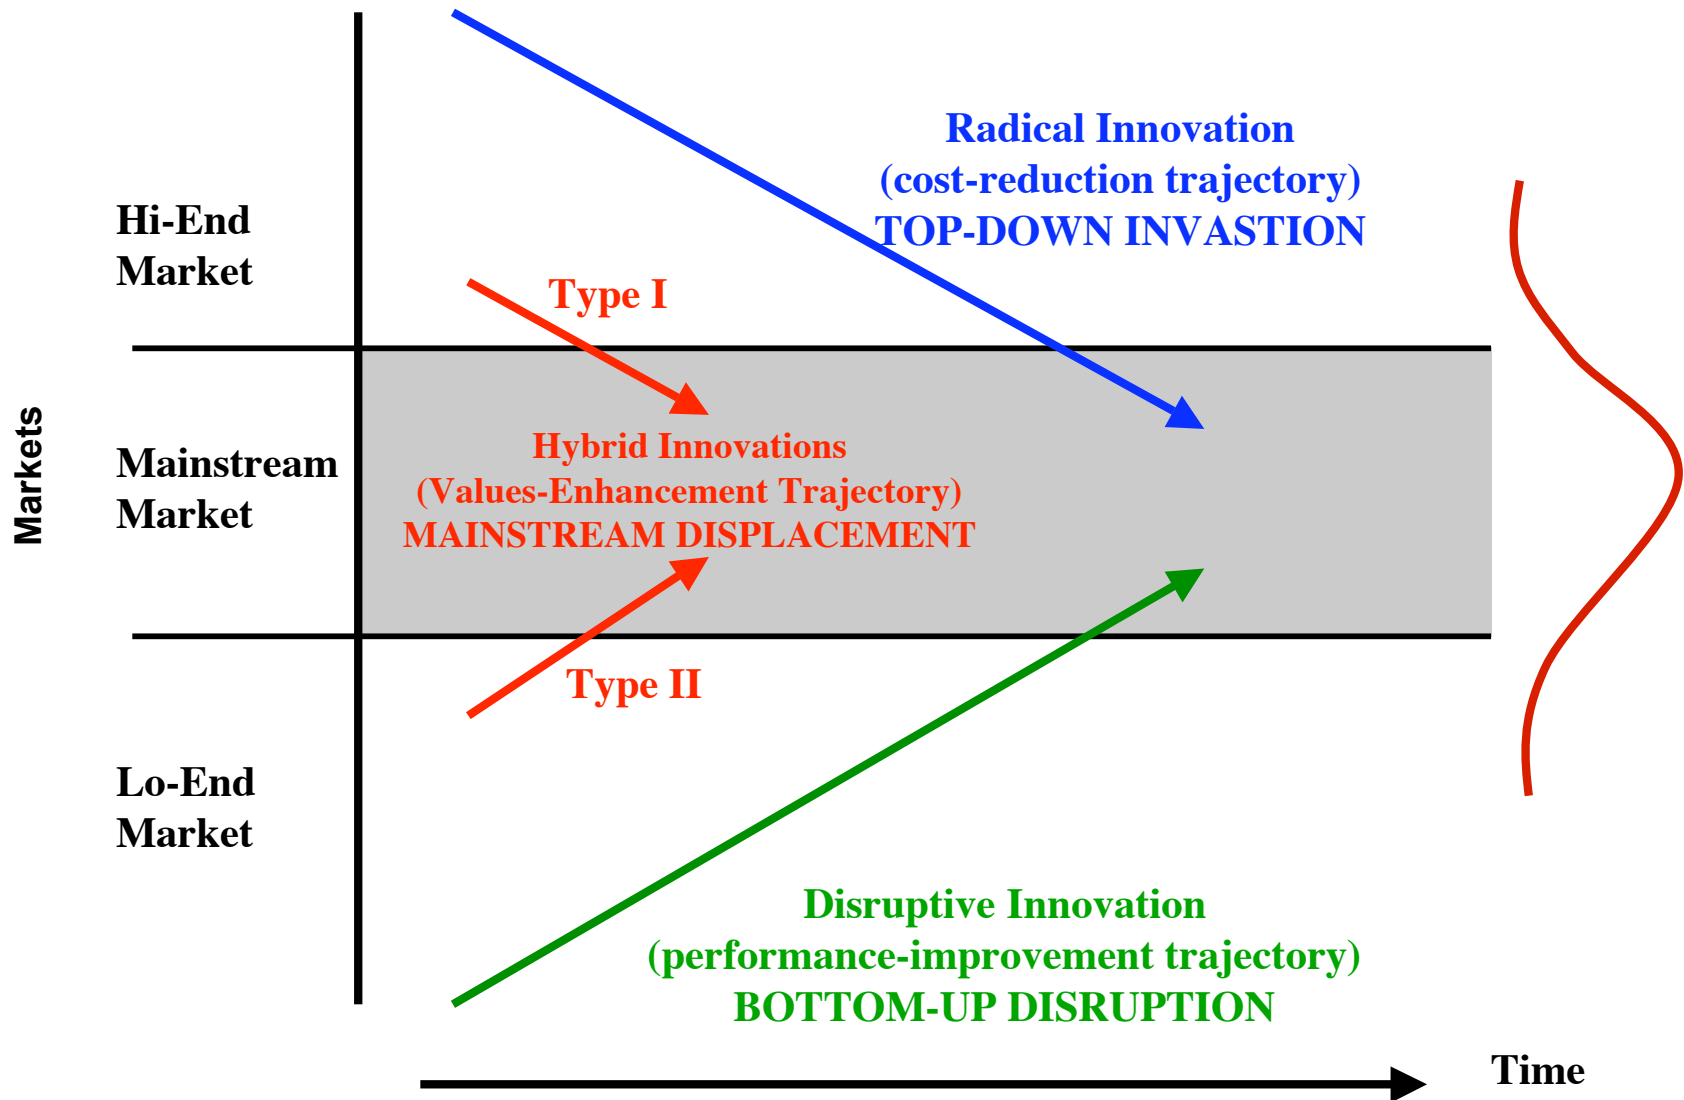 Radical Innovation
(cost-reduction trajectory)
TOP-DOWN INVASTION
Hi-End
Market
Type I
Markets
Mainstream
Market
Hybrid Innovations
(Values-Enhancement Trajectory)
MAINSTREAM DISPLACEMENT
Type II
Lo-End
Market
Disruptive Innovation
(performance-improvement trajectory)
BOTTOM-UP DISRUPTION
Time